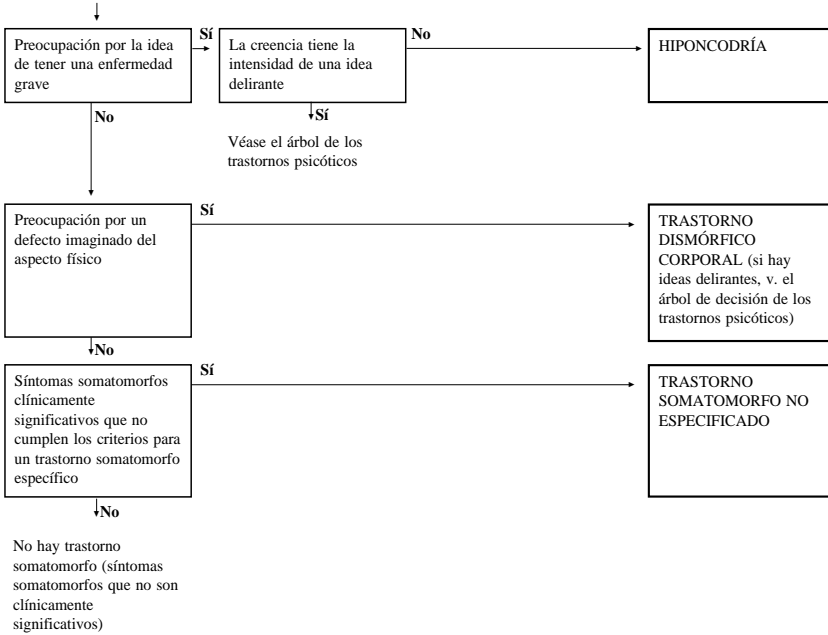 Preocupación por la idea
de tener una enfermedad
grave
Sí
La creencia tiene la
intensidad de una idea
delirante
No
HIPONCODRÍA
No
Sí
Véase el árbol de los
trastornos psicóticos
Preocupación por un
defecto imaginado del
aspecto físico
Sí
TRASTORNO
DISMÓRFICO
CORPORAL (si hay
ideas delirantes, v. el
árbol de decisión de los
trastornos psicóticos)
No
Síntomas somatomorfos
clínicamente
significativos que no
cumplen los criterios para
un trastorno somatomorfo
específico
Sí
TRASTORNO
SOMATOMORFO NO
ESPECIFICADO
No
No hay trastorno
somatomorfo (síntomas
somatomorfos que no son
clínicamente
significativos)